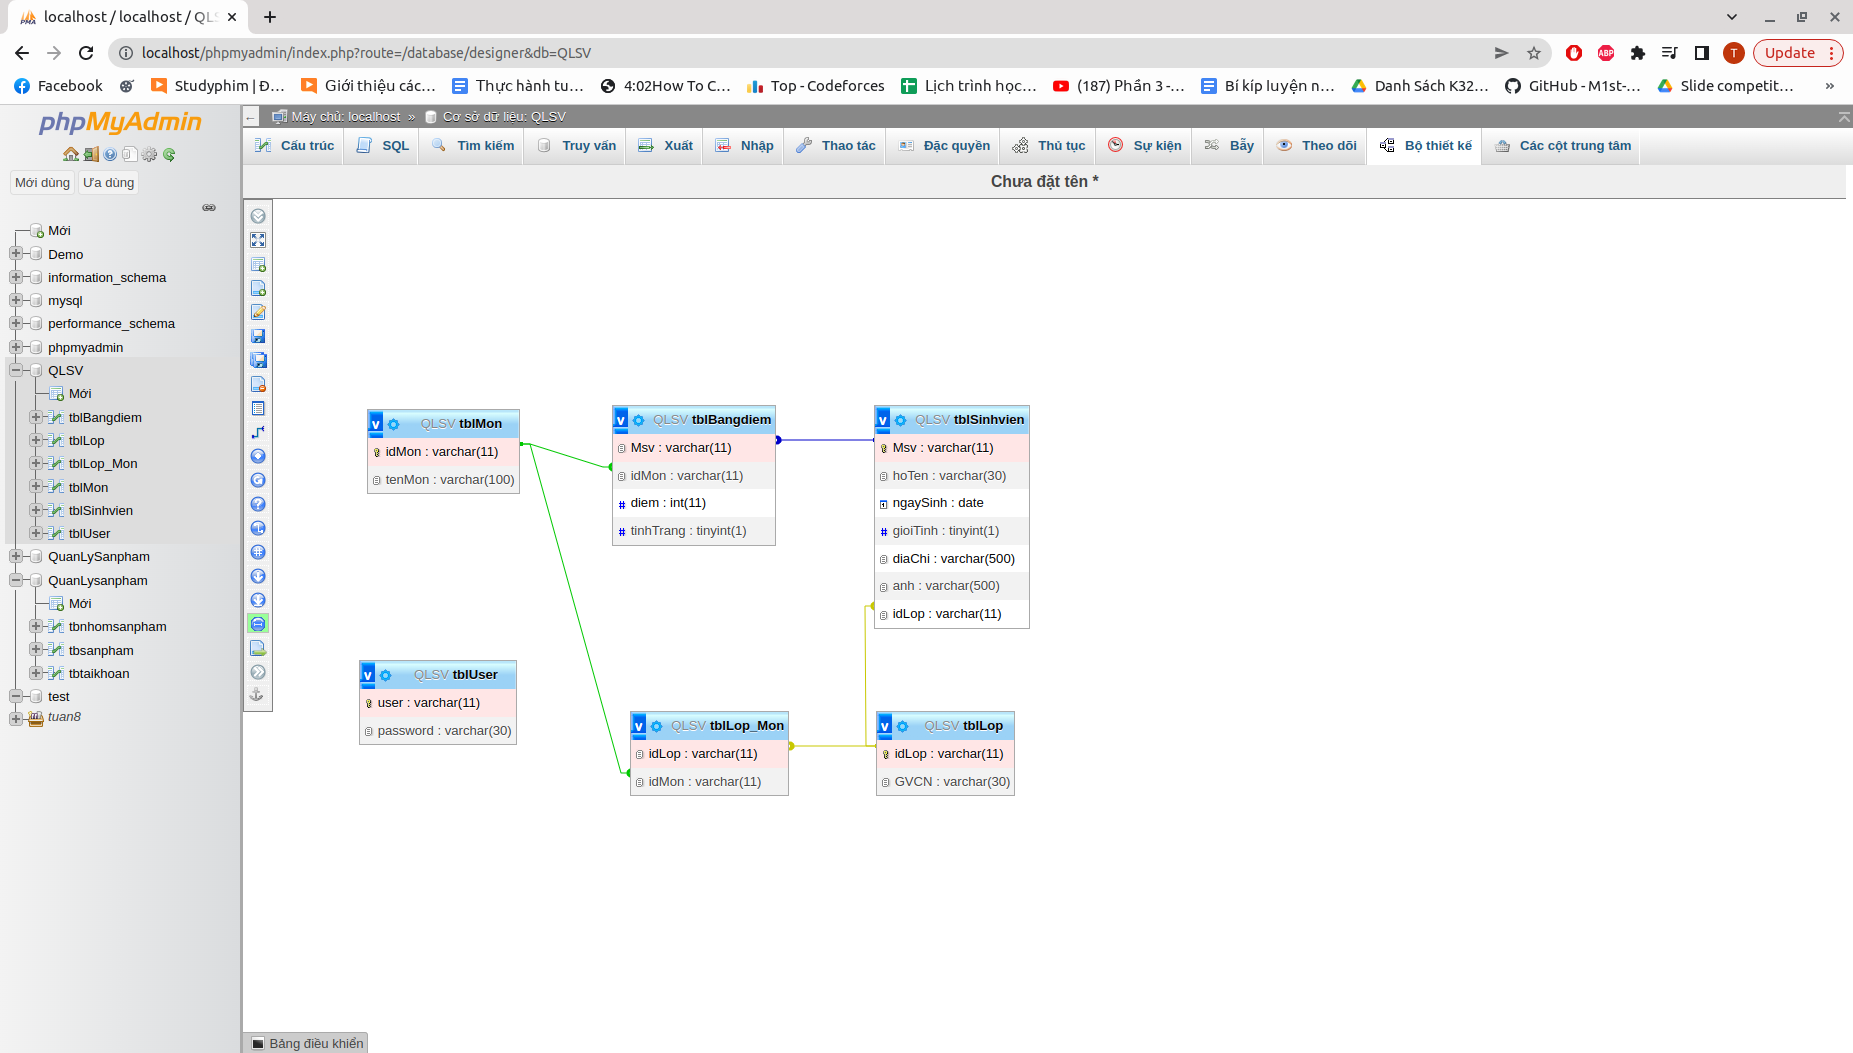 localhost / localhost / QLS
localhost/phpmyadmin/index.php?route=/database/designer&db=QLSV
ABP
T
Update
Facebook
Studyphim | Đ...
Giới thiệu các...
Thực hành tu...
4:02How To C...
Top - Codeforces
Lịch trình học...
(187) Phần 3 -...
Bí kíp luyện n...
Danh Sách K32...
GitHub - M1st-...
Slide competit...
»
phpMyAdmin
Mới dùng
Ưa dùng
Mới
Demo
information_schema
mysql
performance_schema
phpmyadmin
QLSV
Mới
tblBangdiem
tblLop
tblLop_Mon
tblMon
tblSinhvien
tblUser
QuanLySanpham
QuanLysanpham
Mới
tbnhomsanpham
tbsanpham
tbtaikhoan
test
tuan8
Máy chủ: localhost » Cơ sở dữ liệu: QLSV
Cấu trúc
SQL
Tìm kiếm
Truy vấn
Xuất
Nhập
Thao tác
Đặc quyền
Thủ tục
Sự kiện
Bẫy
Theo dõi
Bộ thiết kế
Các cột trung tâm
Chưa đặt tên *
v QLSV tblMon
idMon : varchar(11)
tenMon : varchar(100)
v QLSV tblBangdiem
Msv : varchar(11)
idMon : varchar(11)
# diem : int(11)
# tinhTrang : tinyint(1)
v QLSV tblSinhvien
Msv : varchar(11)
hoTen : varchar(30)
ngaySinh : date
# gioiTinh : tinyint(1)
diaChi : varchar(500)
anh : varchar(500)
idLop : varchar(11)
v QLSV tblUser
user : varchar(11)
password : varchar(30)
v QLSV tblLop_Mon
idLop : varchar(11)
idMon : varchar(11)
v QLSV tblLop
idLop : varchar(11)
GVCN : varchar(30)
Bảng điều khiển